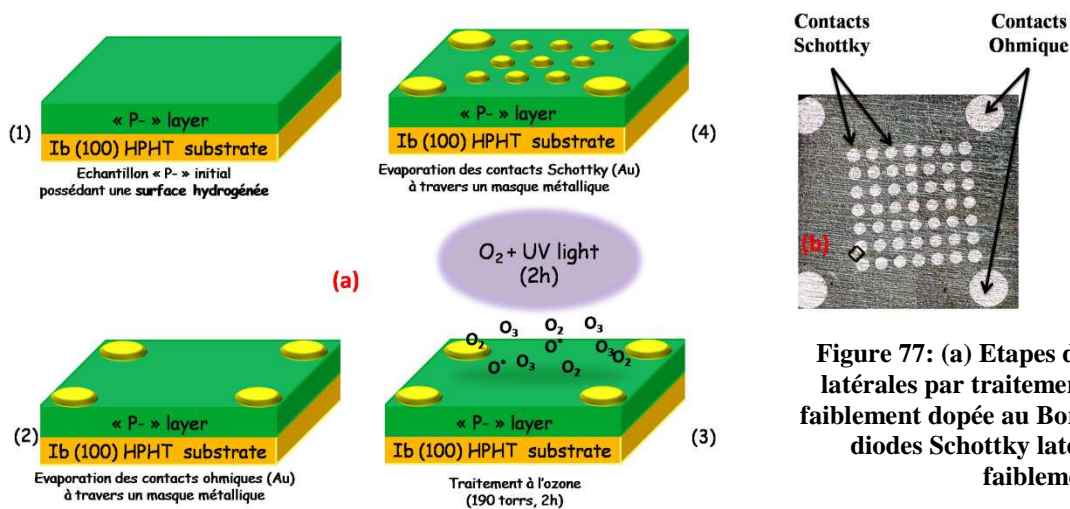 « P- » layer
(1)
Ib (100) HPHT substrate
Echantillon « P- » initial
possédant une surface hydrogénée
« P- » layer
(4)
Ib (100) HPHT substrate
Evaporation des contacts Schottky (Au)
à travers un masque métallique
(a)
O2 + UV light
(2h)
« P- » layer
(2)
Ib (100) HPHT substrate
Evaporation des contacts ohmiques (Au)
à travers un masque métallique
O2 O3 O2 O3
O• O3 O2 O3 O2
« P- » layer
Ib (100) HPHT substrate
(3)
Traitement à l'ozone
(190 torrs, 2h)
Contacts Schottky
Contacts Ohmique
(b)
Figure 77: (a) Etapes d
latérales par traitemen
faiblement dopée au Bo
diodes Schottky lat
faiblem